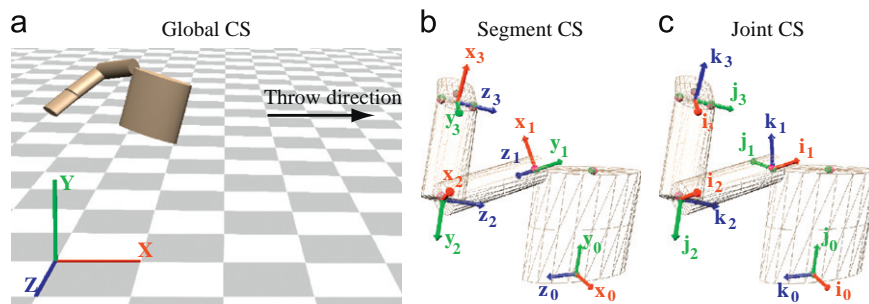 a Global CS
Throw direction
Y
X
Z
b Segment CS
x3
z3
y3
x1
y1
z1
x2
z2
y2
y0
z0
x0
c Joint CS
k3
j3
i3
k1
j1
i1
i2
k2
j2
j0
k0
i0